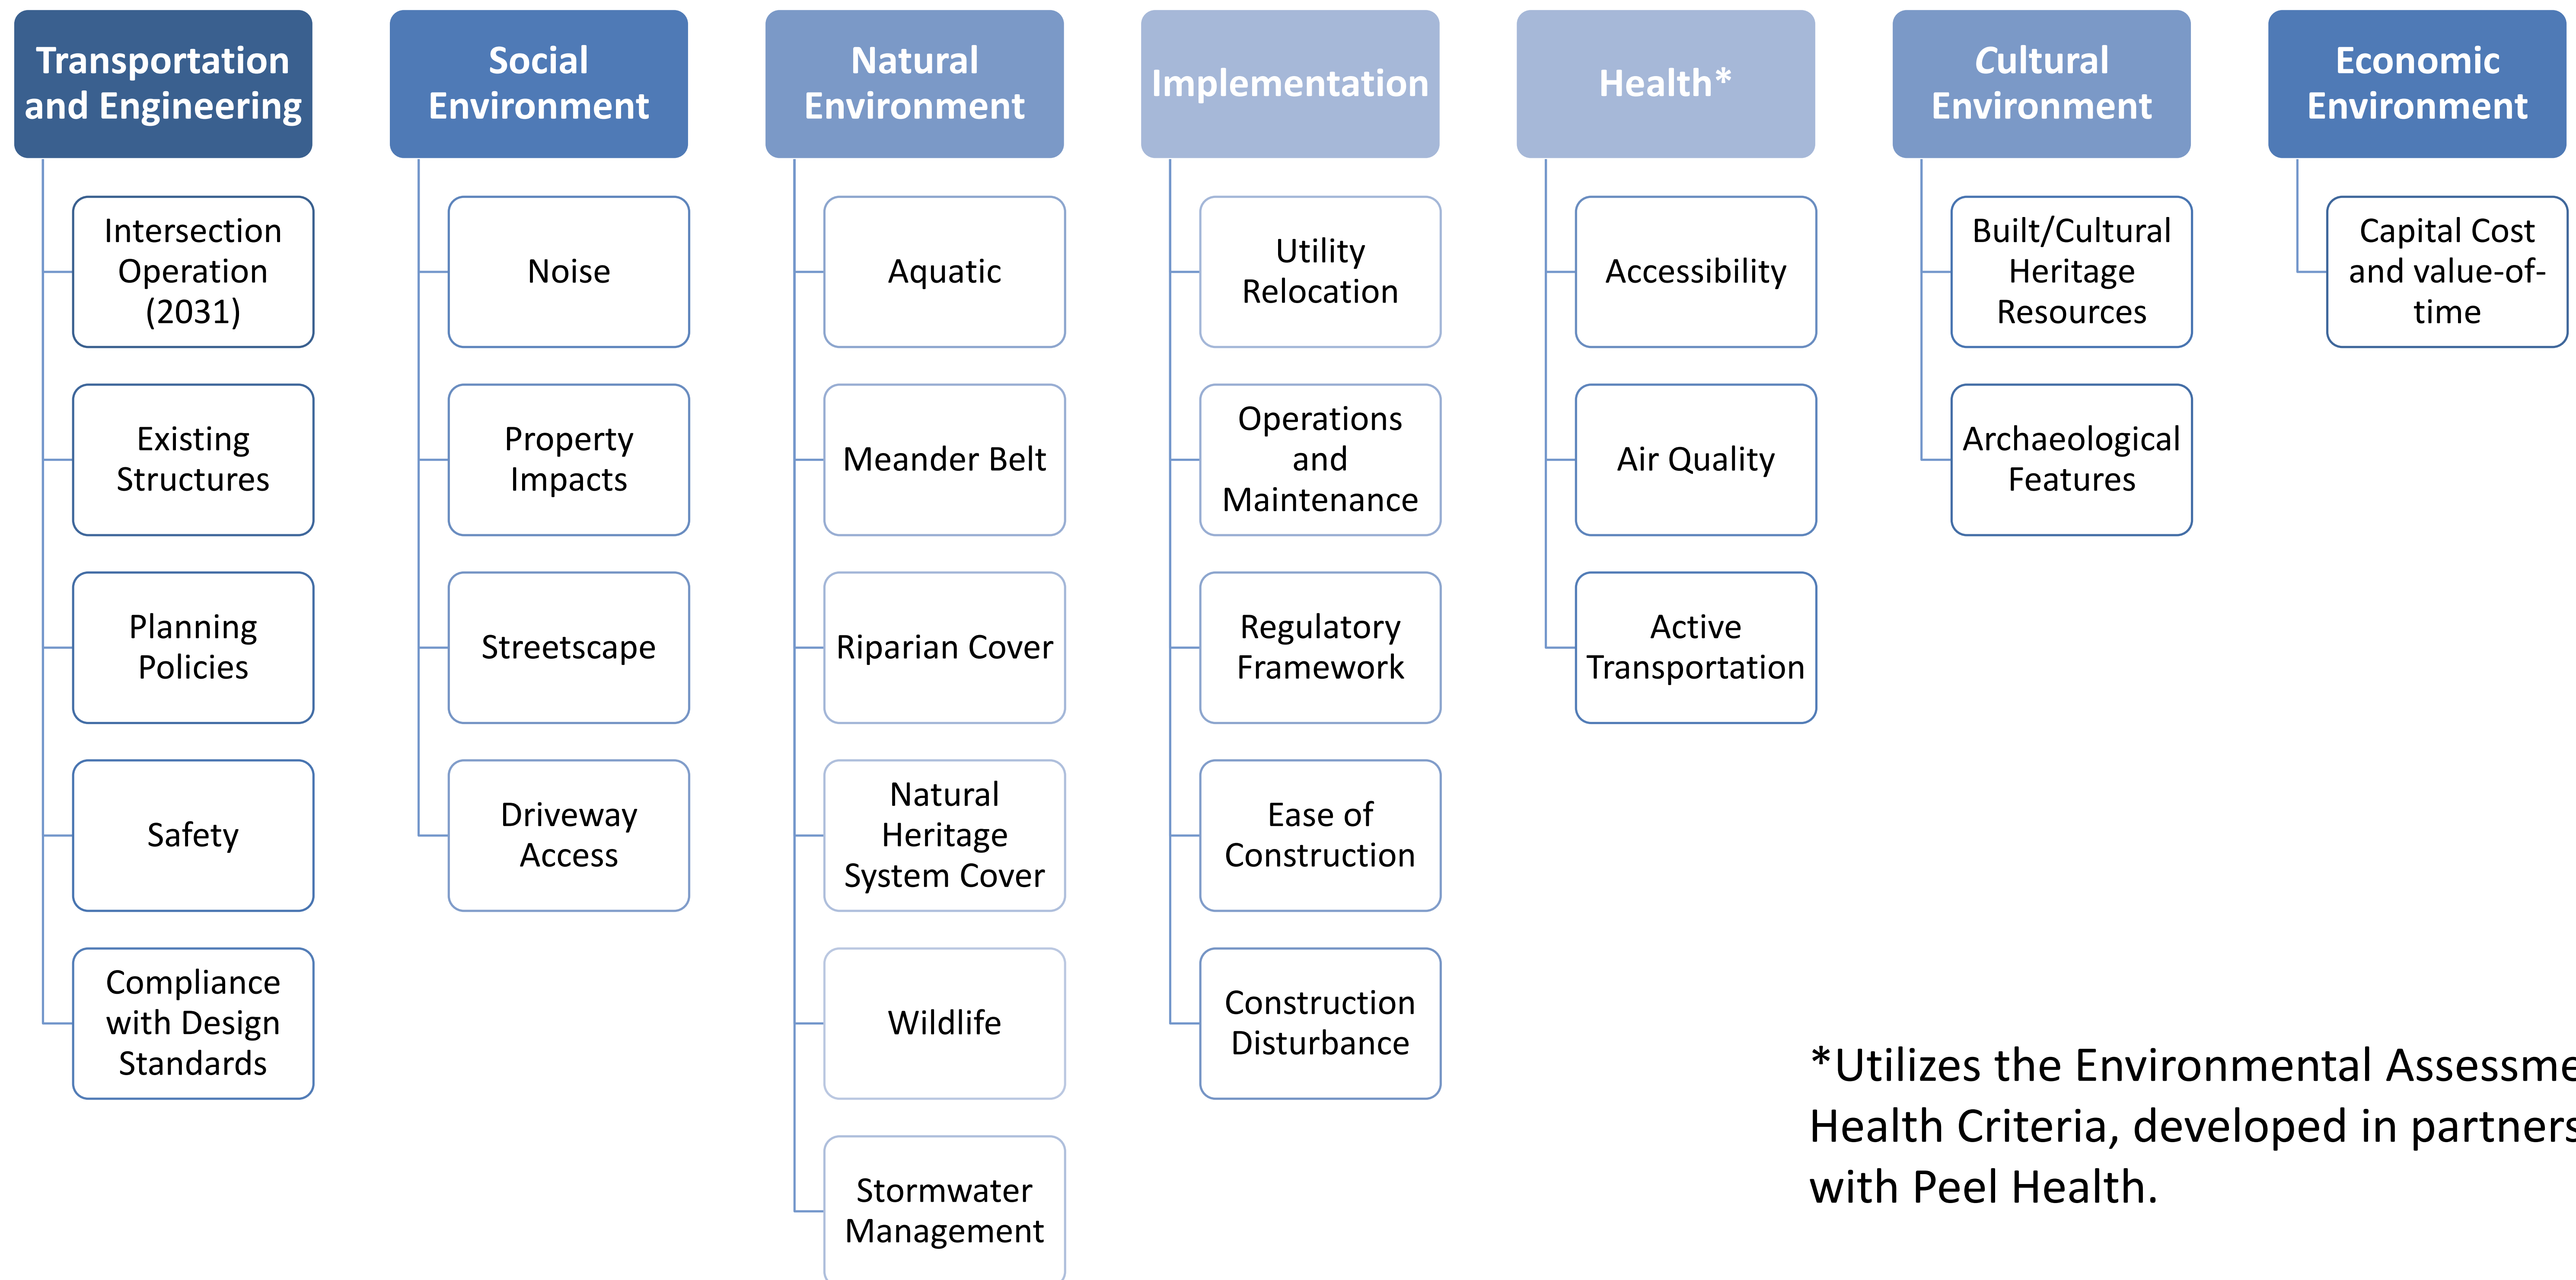 Transportation
and Engineering
Intersection
Operation
(2031)
Existing
Structures
Planning
Policies
Safety
Compliance
with Design
Standards
Social
Environment
Noise
Property
Impacts
Streetscape
Driveway
Access
Natural
Environment
Aquatic
Meander Belt
Riparian Cover
Natural
Heritage
System Cover
Wildlife
Stormwater
Management
Implementation
Utility
Relocation
Operations
and
Maintenance
Regulatory
Framework
Ease of
Construction
Construction
Disturbance
Health*
Accessibility
Air Quality
Active
Transportation
Cultural
Environment
Built/Cultural
Heritage
Resources
Archaeological
Features
Economic
Environment
Capital Cost
and value-of-
time
*Utilizes the Environmental
Health Criteria, developed in
with Peel Health.